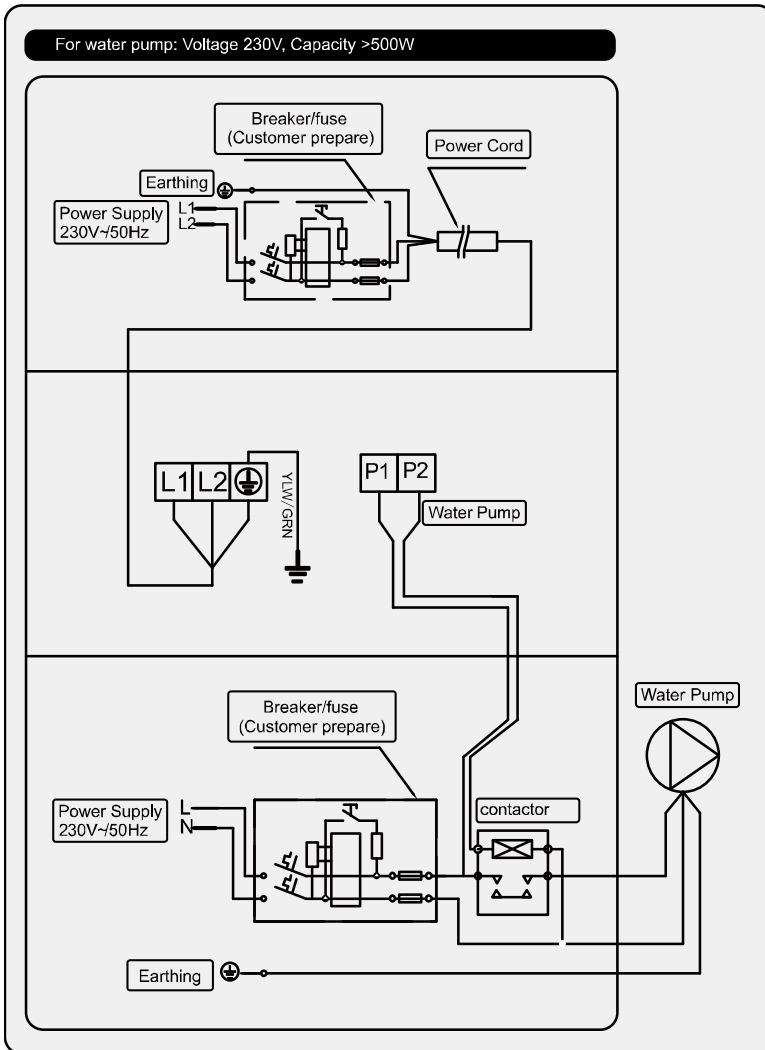 For water pump: Voltage 230V, Capacity >500W
Breaker/fuse
(Customer prepare)
Power Cord
Earthing
Power Supply
230V~/50Hz
L1
L2
L1 L2
YLW/GRN
P1 P2
Water Pump
Water Pump
Breaker/fuse
(Customer prepare)
Power Supply
230V~/50Hz
L
N
contactor
Earthing